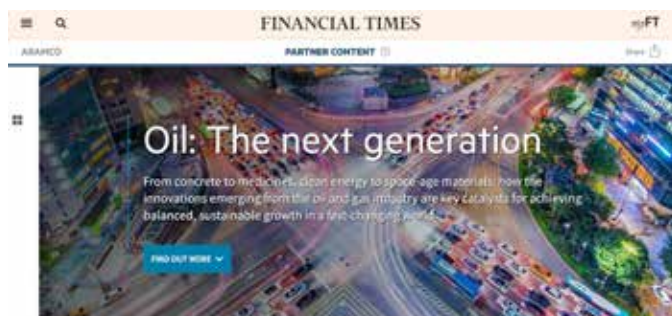 FINANCIAL TIMES
myFT
ARAMCO
PARTNER CONTENT
Share
Oil: The next generation
From concrete to medicines, clean energy to space-age materials: how the
innovations emerging from the oil and gas industry are key catalysts for achieving
balanced, sustainable growth in a fast-changing world.
FIND OUT MORE